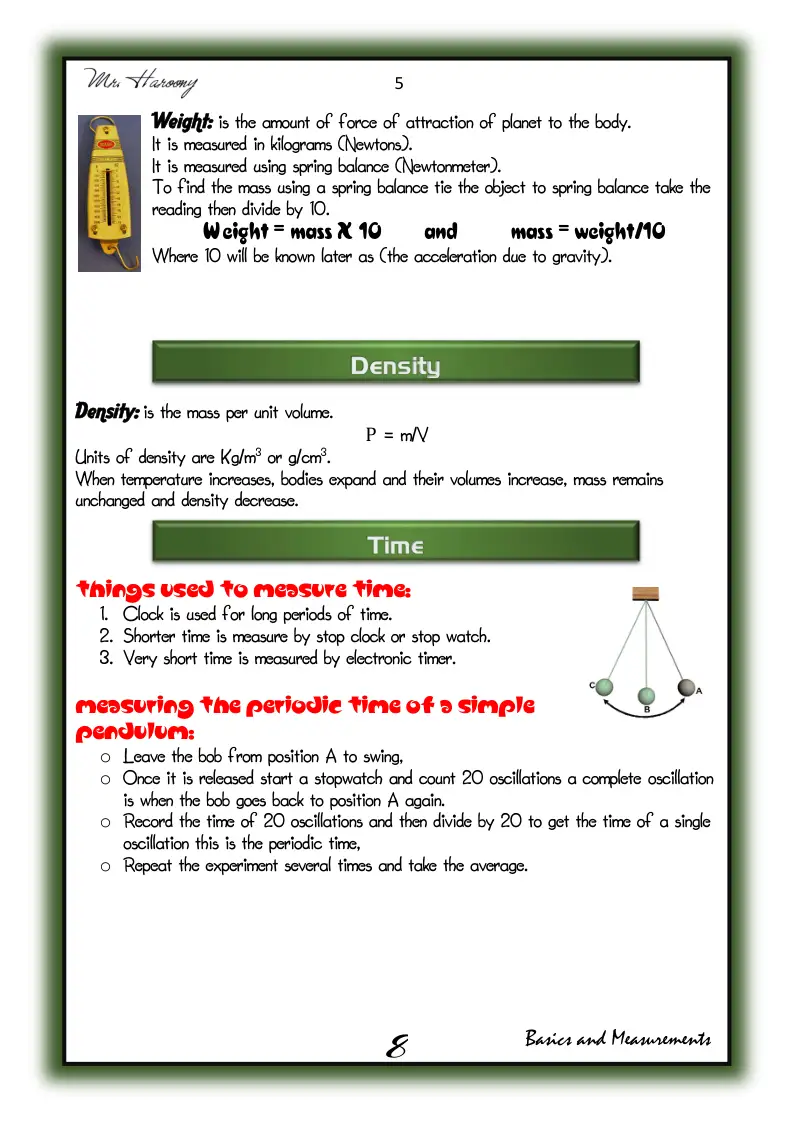 Mr. Haroony
5
Weight: is the amount of force of attraction of planet to the body.
It is measured in kilograms (Newtons).
It is measured using spring balance (Newtonmeter).
To find the mass using a spring balance tie the object to spring balance take the
reading then divide by 10.
Weight = mass X 10 and mass = weight/10
Where 10 will be known later as (the acceleration due to gravity).
Density
Density: is the mass per unit volume.
P = m/V
Units of density are Kg/m³ or g/cm³.
When temperature increases, bodies expand and their volumes increase, mass remains
unchanged and density decrease.
Time
things used to measure time:
1. Clock is used for long periods of time.
2. Shorter time is measure by stop clock or stop watch.
3. Very short time is measured by electronic timer.
C
A
B
measuring the periodic time of a simple
pendulum:
o Leave the bob from position A to swing,
o Once it is released start a stopwatch and count 20 oscillations a complete oscillation
is when the bob goes back to position A again.
o Record the time of 20 oscillations and then divide by 20 to get the time of a single
oscillation this is the periodic time,
o Repeat the experiment several times and take the average.
8
Basics and Measurements